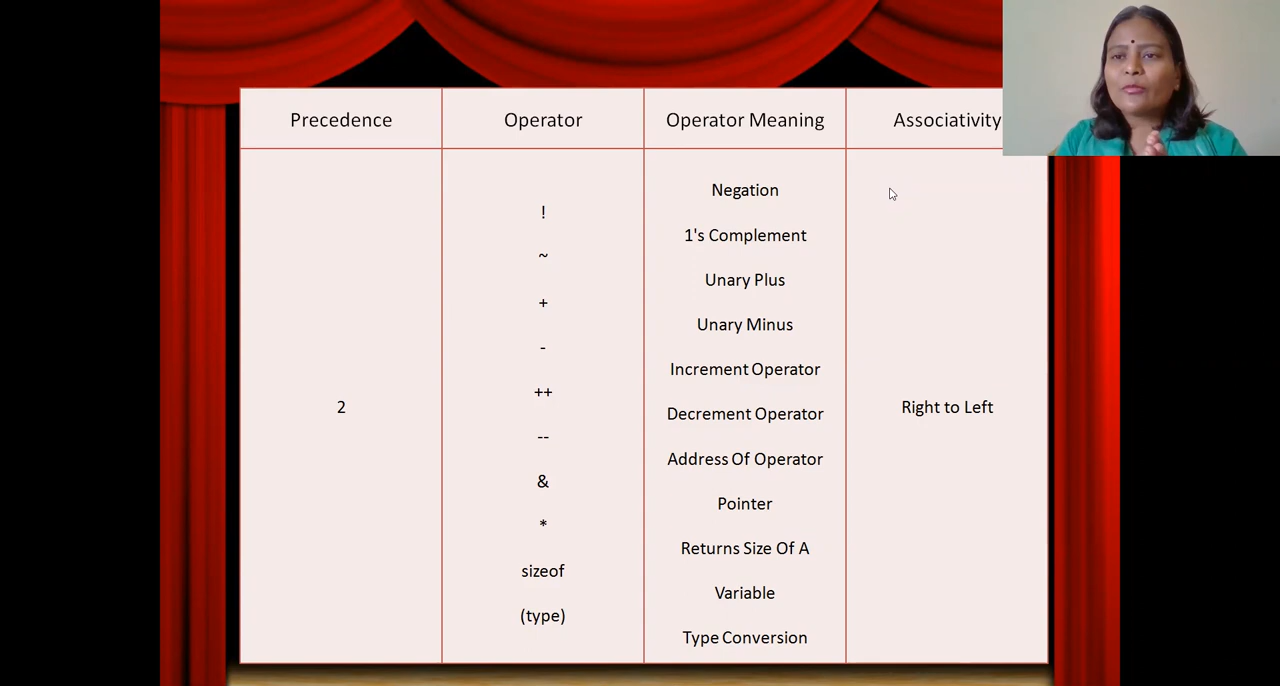 Precedence
Operator
Operator Meaning
Associativity
2
!
~
+
-
++
--
&
*
sizeof
(type)
Negation
1's Complement
Unary Plus
Unary Minus
Increment Operator
Decrement Operator
Address Of Operator
Pointer
Returns Size Of A
Variable
Type Conversion
Right to Left